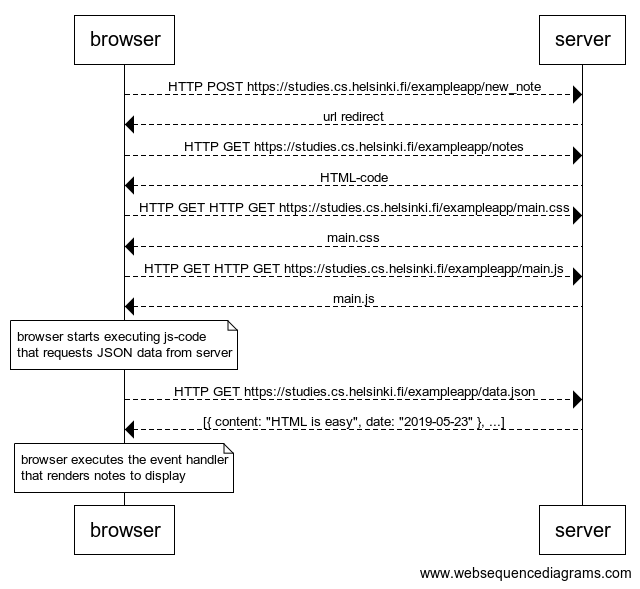 browser server
HTTP POST https://studies.cs.helsinki.fi/exampleapp/new_note
url redirect
HTTP GET https://studies.cs.helsinki.fi/exampleapp/notes
HTML-code
HTTP GET HTTP GET https://studies.cs.helsinki.fi/exampleapp/main.css
main.css
HTTP GET HTTP GET https://studies.cs.helsinki.fi/exampleapp/main.js
main.js
browser starts executing js-code
that requests JSON data from server
HTTP GET https://studies.cs.helsinki.fi/exampleapp/data.json
[{ content: "HTML is easy", date: "2019-05-23" }, ...]
browser executes the event handler
that renders notes to display
browser server
www.websequencediagrams.com